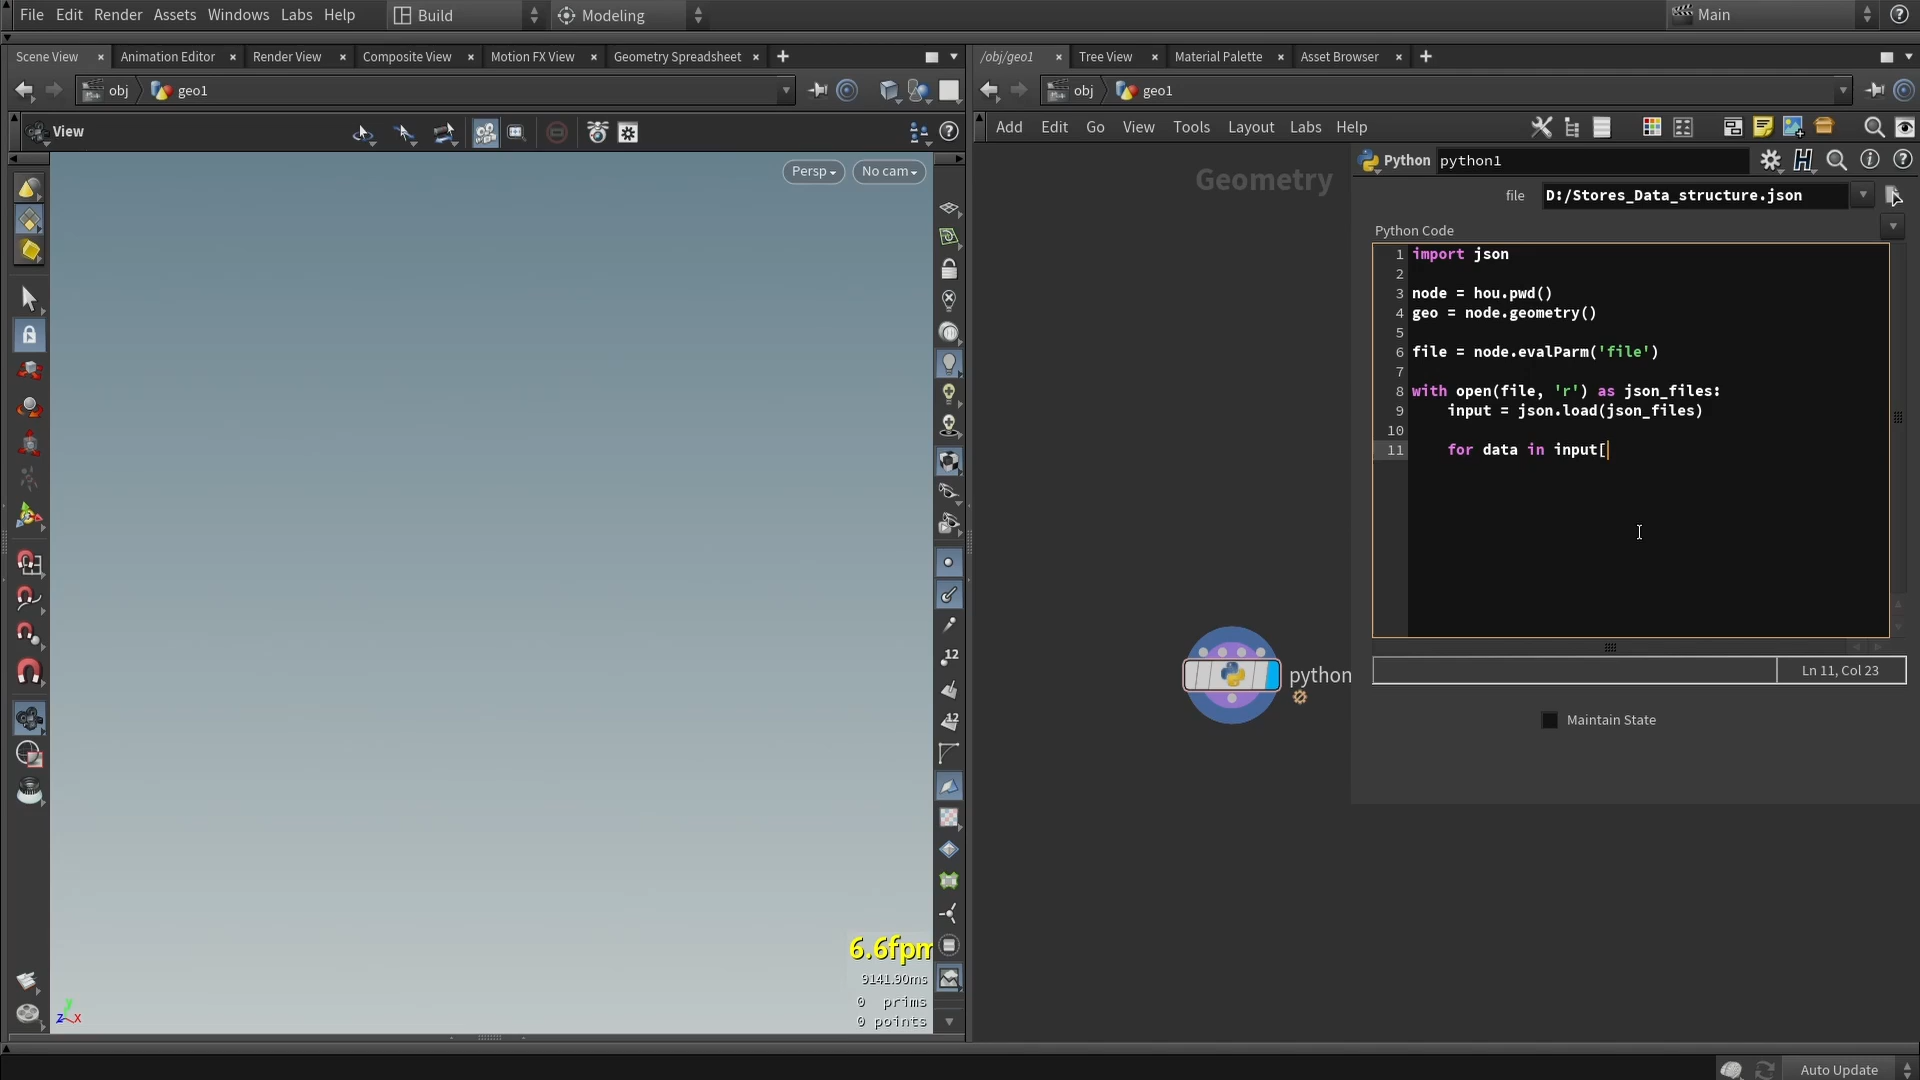 File Edit Render Assets Windows Labs Help Build Modeling Main
Scene View Animation Editor Render View Composite View Motion FX View Geometry Spreadsheet
/obj/geo1 Tree View Material Palette Asset Browser
obj geo1
obj geo1
View
Add Edit Go View Tools Layout Labs Help
Persp
No cam
Geometry
Python python1
file D:/Stores_Data_structure.json
Python Code
1 import json
2
3 node = hou.pwd()
4 geo = node.geometry()
5
6 file = node.evalParm('file')
7
8 with open(file, 'r') as json_files:
9 input = json.load(json_files)
10
11 for data in input[
12
12
python
Ln 11, Col 23
Maintain State
6.6fpm
9141.90ms
0 prims
0 points
y
z x
Auto Update